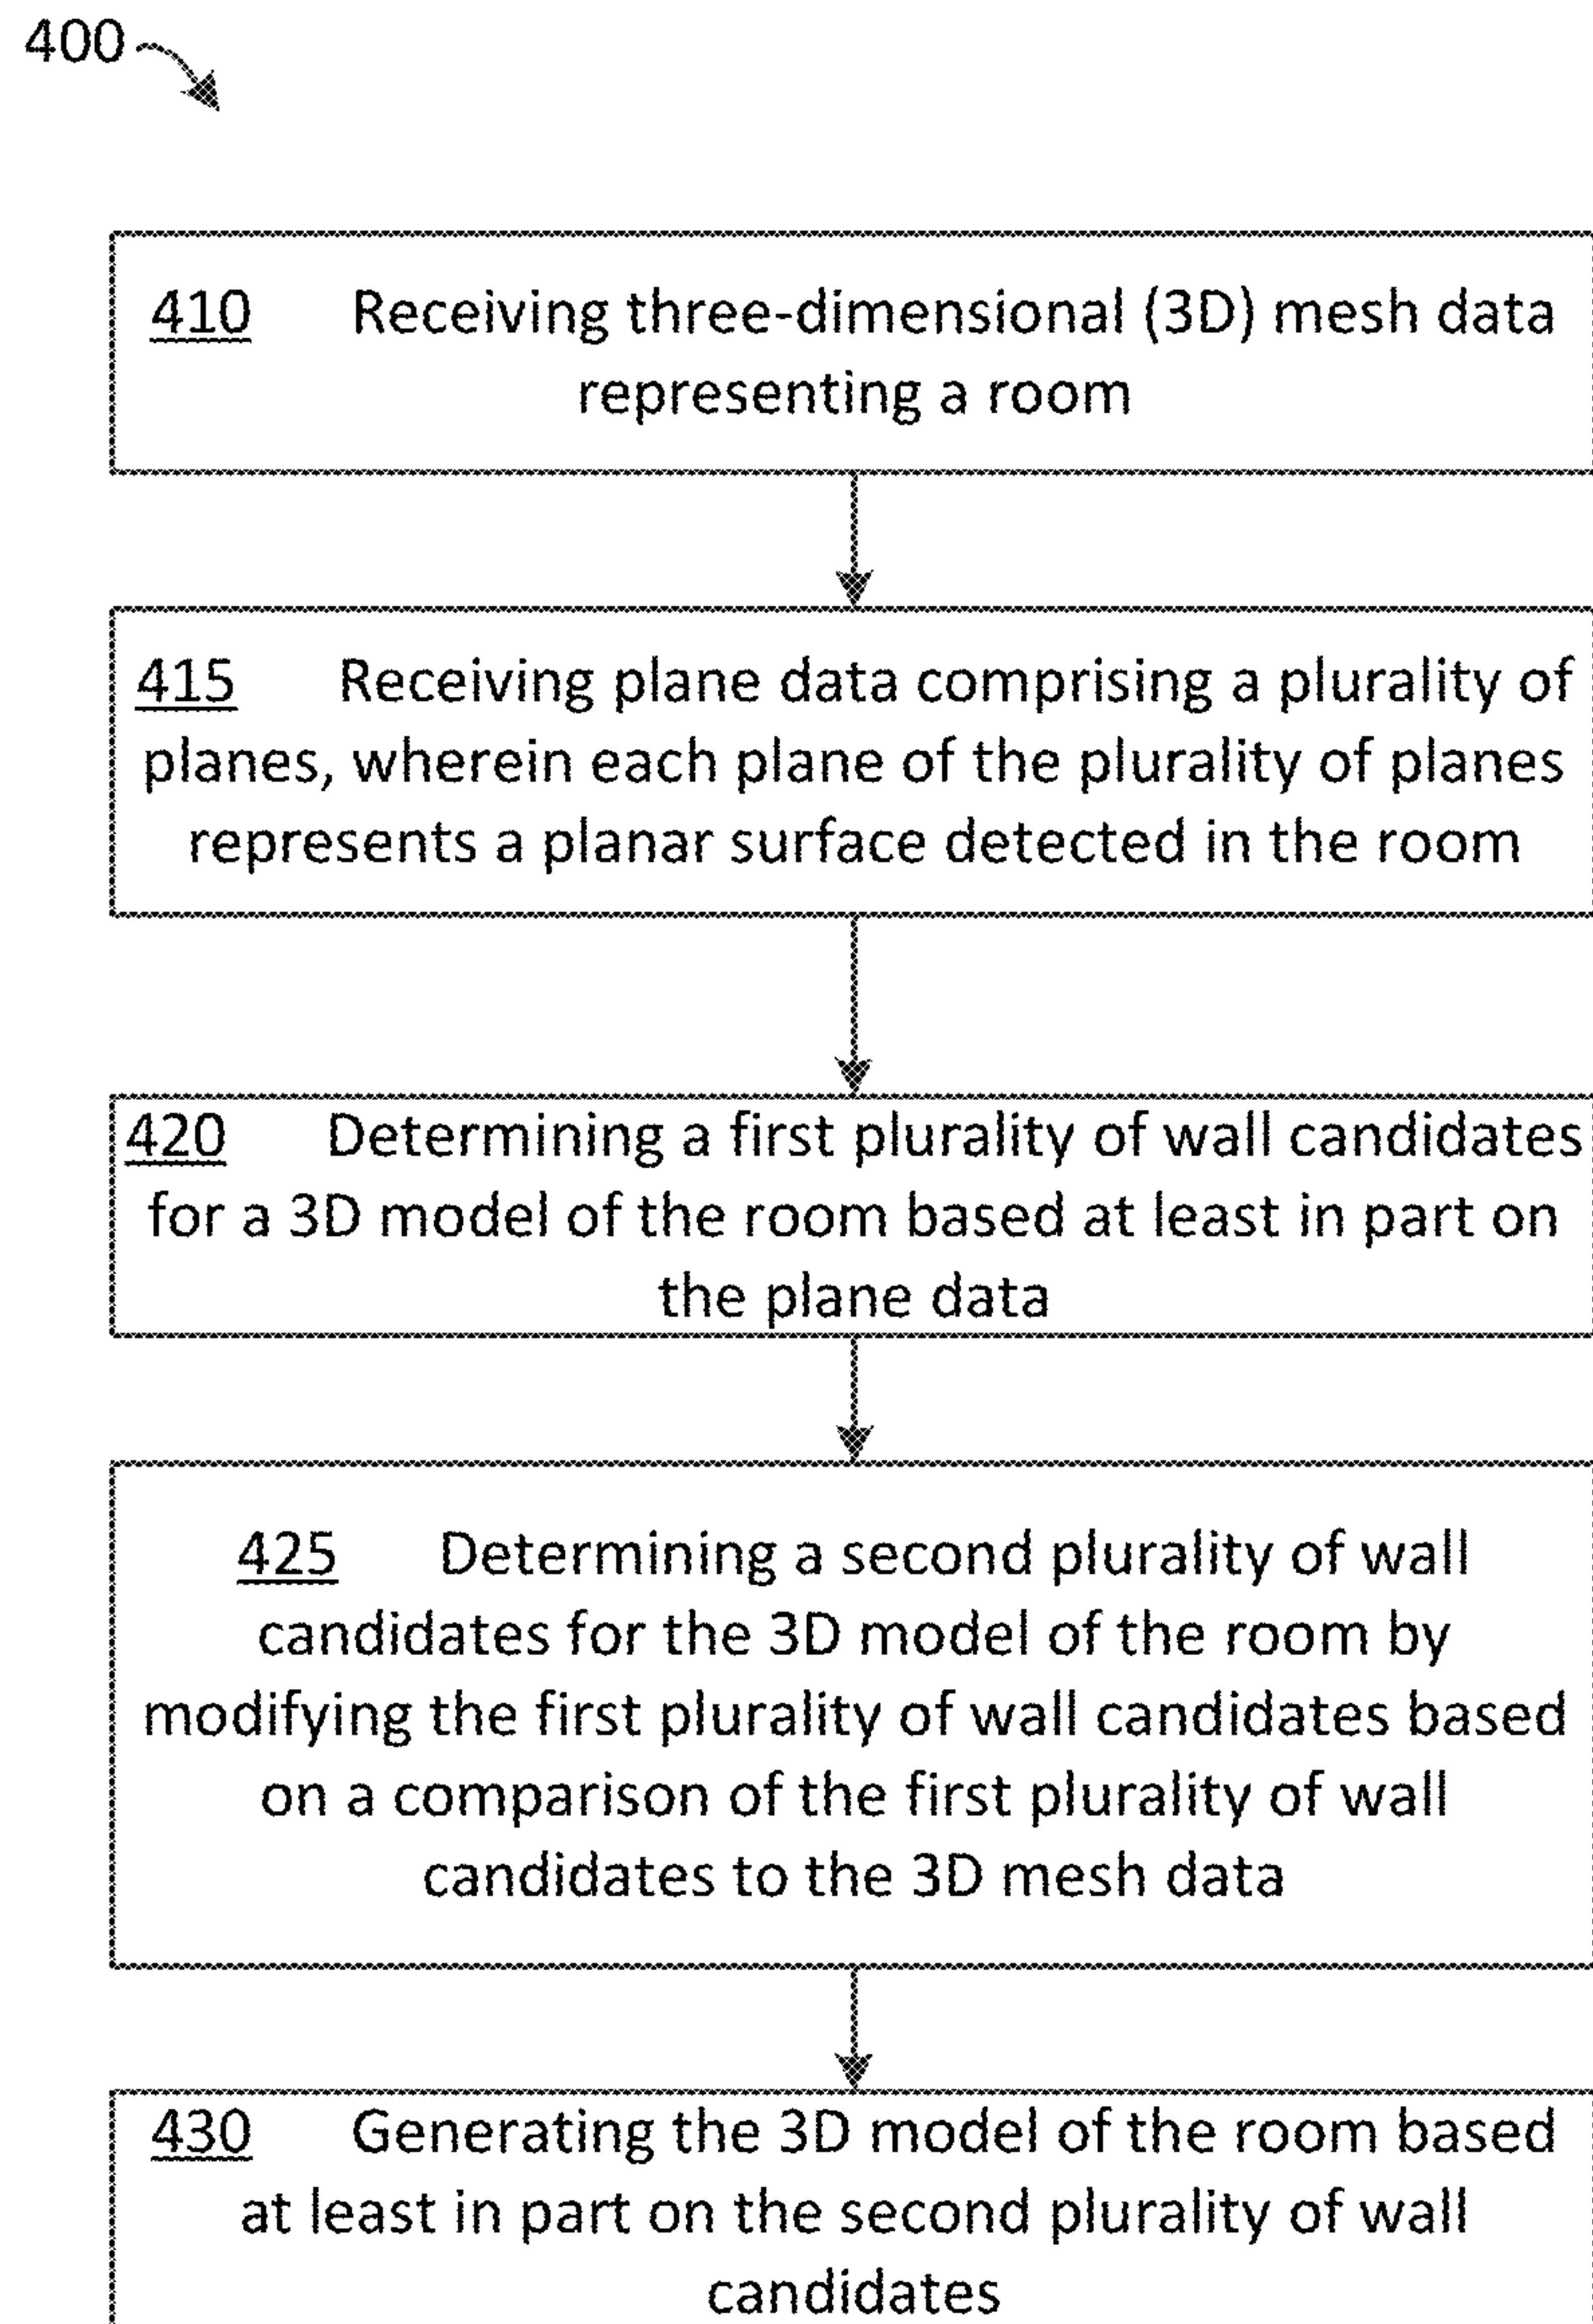 400
410 Receiving three-dimensional (3D) mesh data
representing a room
415 Receiving plane data comprising a plurality of
planes, wherein each plane of the plurality of planes
represents a planar surface detected in the room
420 Determining a first plurality of wall candidates
for a 3D model of the room based at least in part on
the plane data
425 Determining a second plurality of wall
candidates for the 3D model of the room by
modifying the first plurality of wall candidates based
on a comparison of the first plurality of wall
candidates to the 3D mesh data
430 Generating the 3D model of the room based
at least in part on the second plurality of wall
candidates